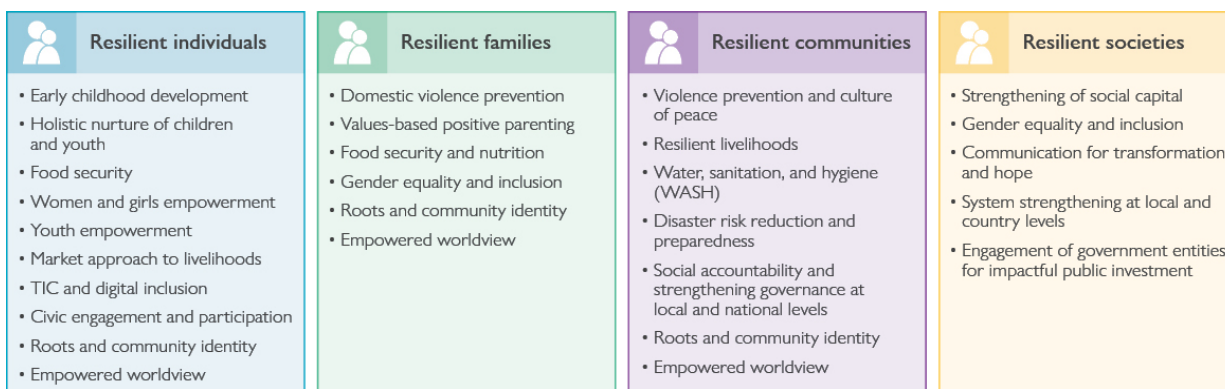 Resilient individuals
• Early childhood development
• Holistic nurture of children
and youth
• Food security
• Women and girls empowerment
• Youth empowerment
• Market approach to livelihoods
• TIC and digital inclusion
• Civic engagement and participation
• Roots and community identity
• Empowered worldview
Resilient families
• Domestic violence prevention
• Values-based positive parenting
• Food security and nutrition
• Gender equality and inclusion
• Roots and community identity
• Empowered worldview
Resilient communities
• Violence prevention and culture
of peace
• Resilient livelihoods
• Water, sanitation, and hygiene
(WASH)
• Disaster risk reduction and
preparedness
• Social accountability and
strengthening governance at
local and national levels
• Roots and community identity
• Empowered worldview
Resilient societies
• Strengthening of social capital
• Gender equality and inclusion
• Communication for transformation
and hope
• System strengthening at local and
country levels
• Engagement of government entities
for impactful public investment